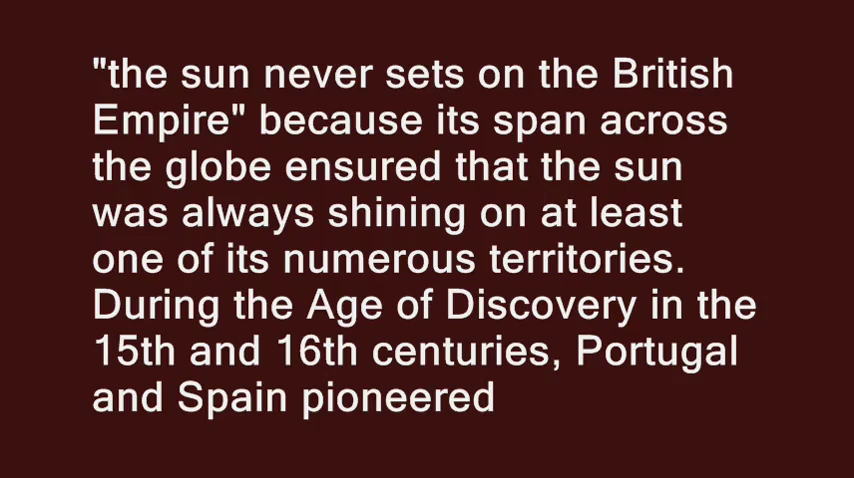 "the sun never sets on the British
Empire" because its span across
the globe ensured that the sun
was always shining on at least
one of its numerous territories.
During the Age of Discovery in the
15th and 16th centuries, Portugal
and Spain pioneered